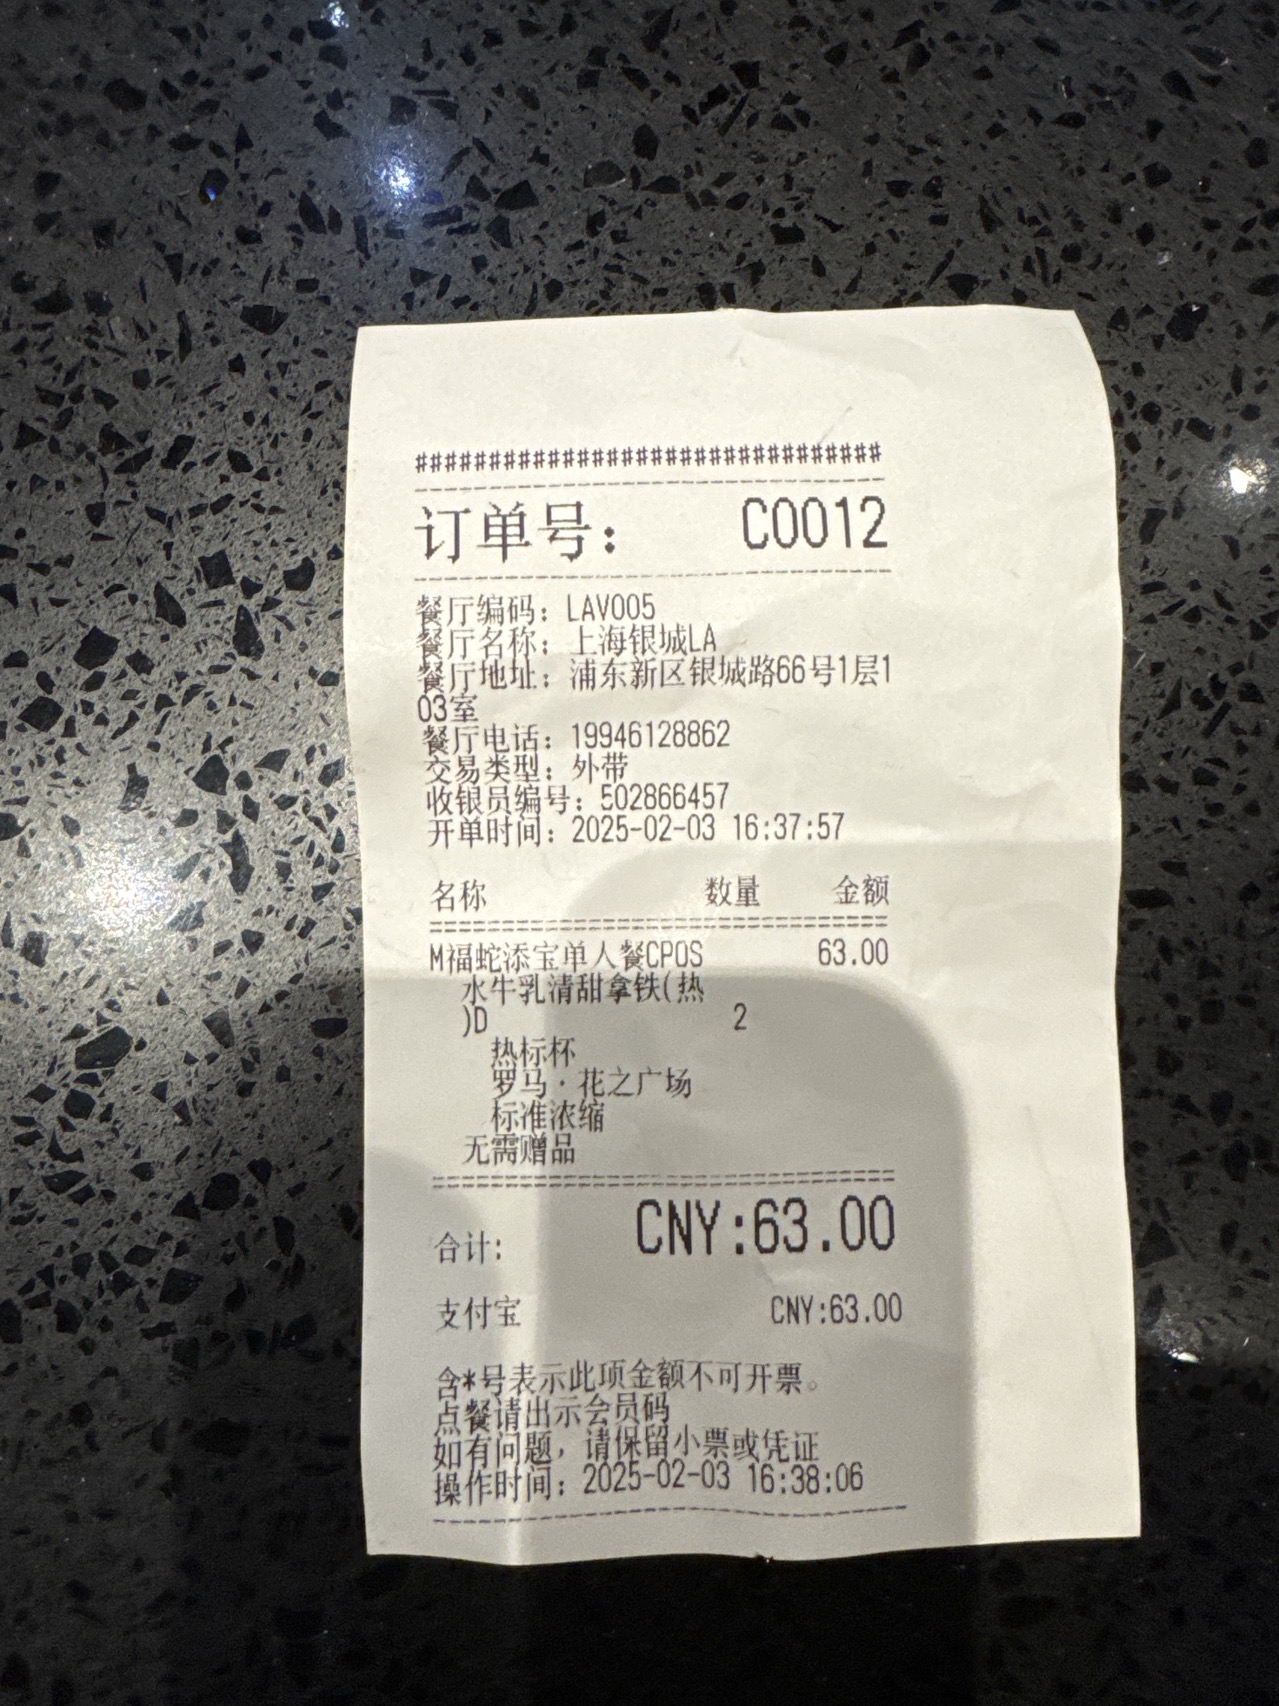 ################################
订单号： C0012
餐厅编码：LAV005
餐厅名称：上海银城LA
餐厅地址：浦东新区银城路66号1层1
03室
餐厅电话：19946128862
交易类型：外带
收银员编号：502866457
开单时间：2025-02-03 16:37:57
名称 数量 金额
M福蛇添宝单人餐CPOS 63.00
水牛乳清甜拿铁(热
)D 2
热标杯
罗马·花之广场
标准浓缩
无需赠品
合计: CNY:63.00
支付宝 CNY:63.00
含*号表示此项金额不可开票。
点餐请出示会员码
如有问题，请保留小票或凭证
操作时间：2025-02-03 16:38:06